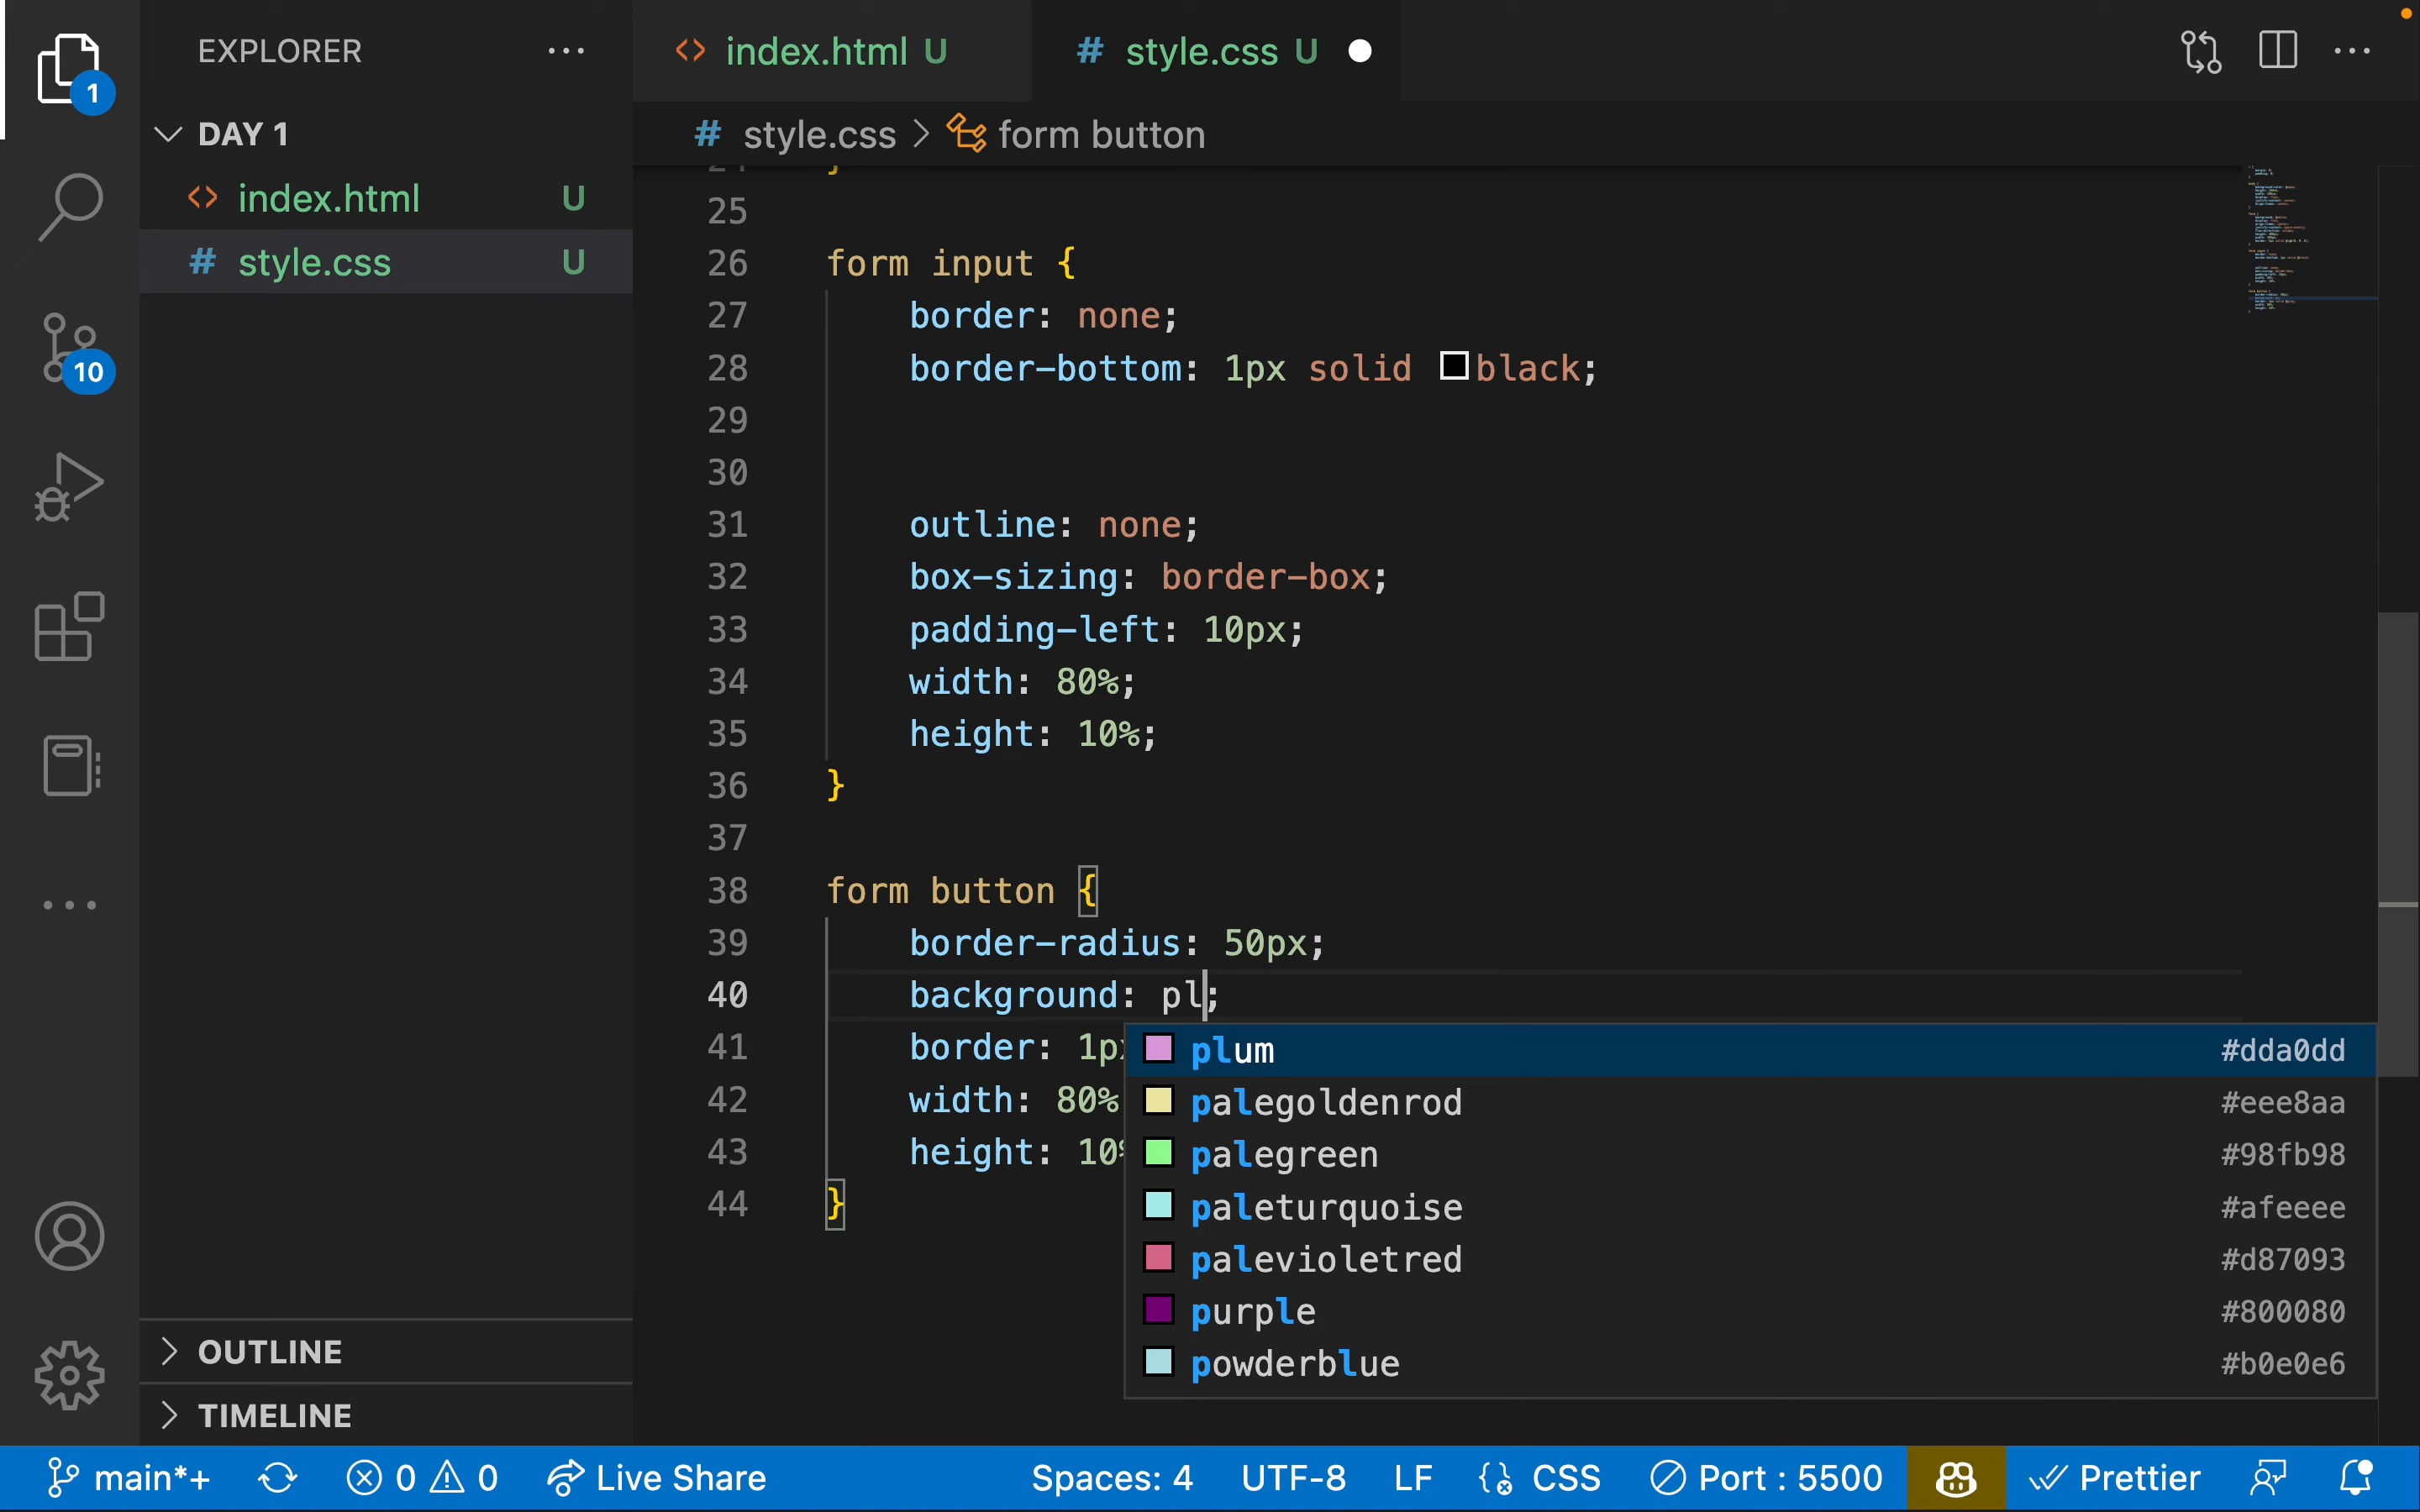 EXPLORER
index.html U
style.css U
1
DAY 1
style.css > form button
index.html U
style.css U
10
24 }
25
26 form input {
27 border: none;
28 border-bottom: 1px solid black;
29
30
31 outline: none;
32 box-sizing: border-box;
33 padding-left: 10px;
34 width: 80%;
35 height: 10%;
36 }
37
38 form button {
39 border-radius: 50px;
40 background: pl;
41 border: 1px
42 width: 80%
43 height: 10%
44 }
plum #dda0dd
palegoldenrod #eee8aa
palegreen #98fb98
paleturquoise #afeeee
palevioletred #d87093
purple #800080
powderblue #b0e0e6
OUTLINE
TIMELINE
main*+ 0 0 Live Share Spaces: 4 UTF-8 LF CSS Port : 5500 Prettier